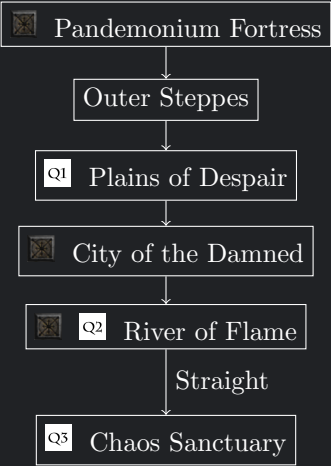 Pandemonium Fortress
Outer Steppes
Q1 Plains of Despair
City of the Damned
Q2 River of Flame
Straight
Q3 Chaos Sanctuary